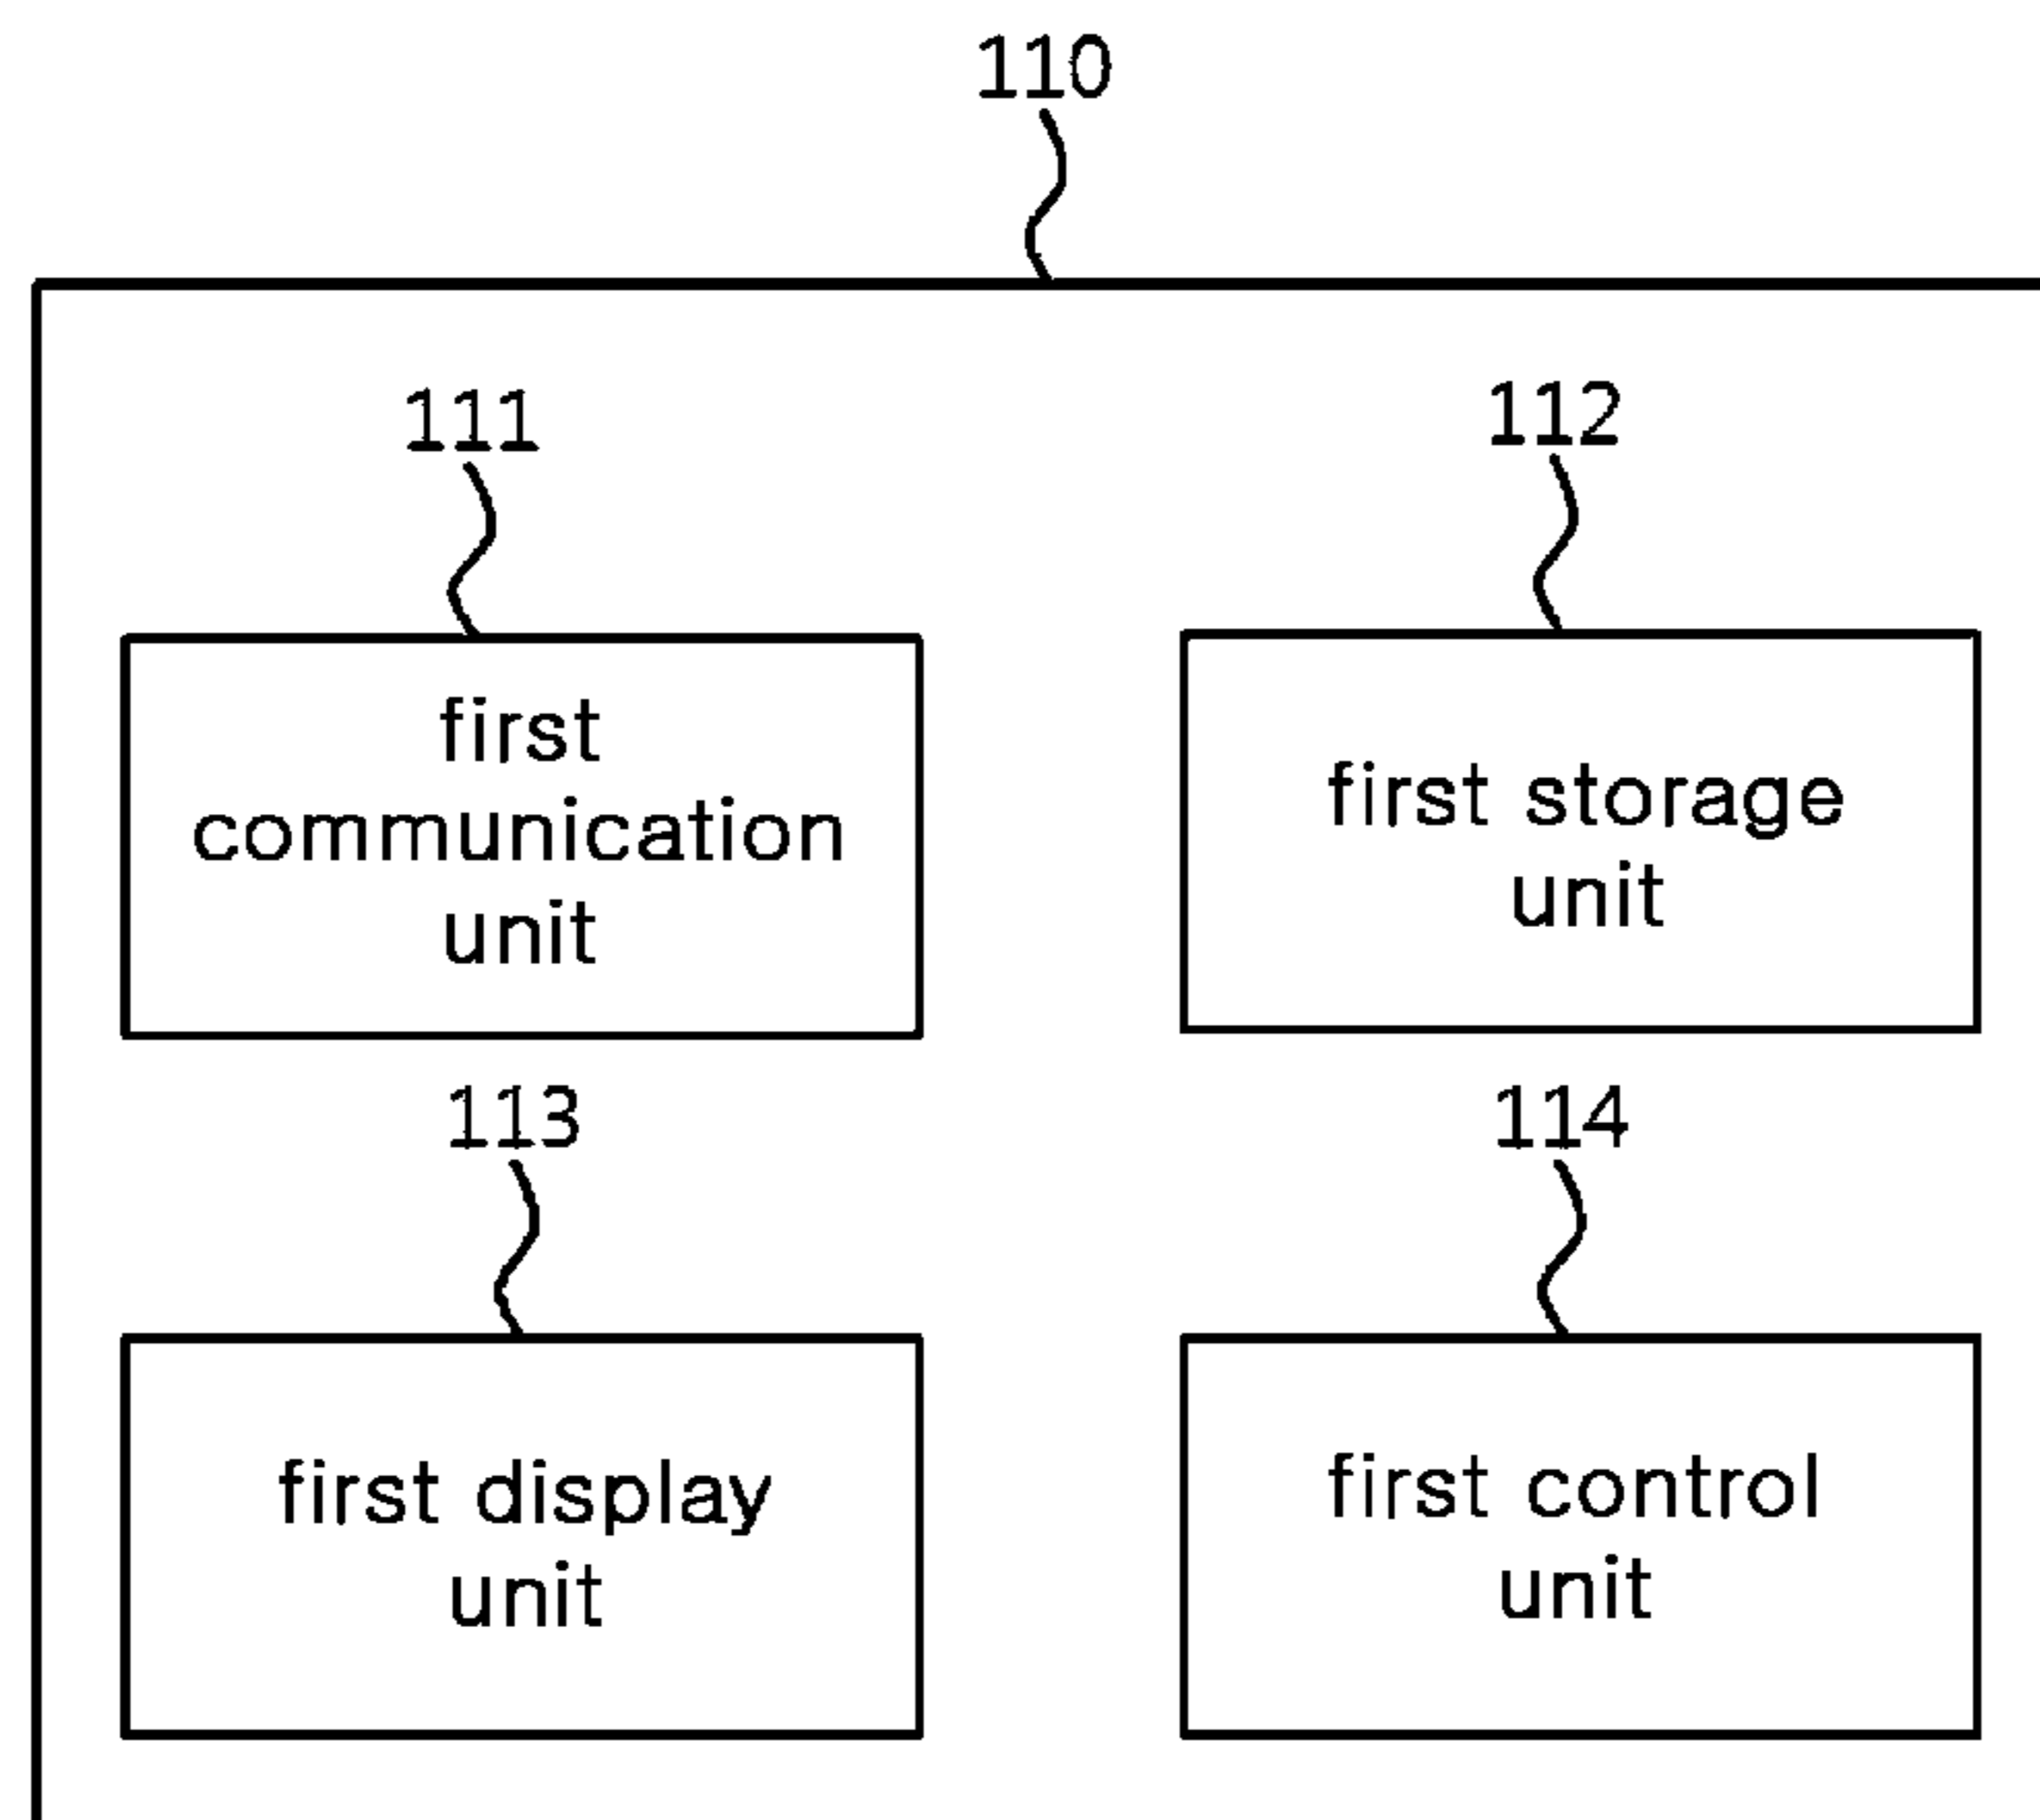 110
111
first
communication
unit
112
first storage
unit
113
first display
unit
114
first control
unit